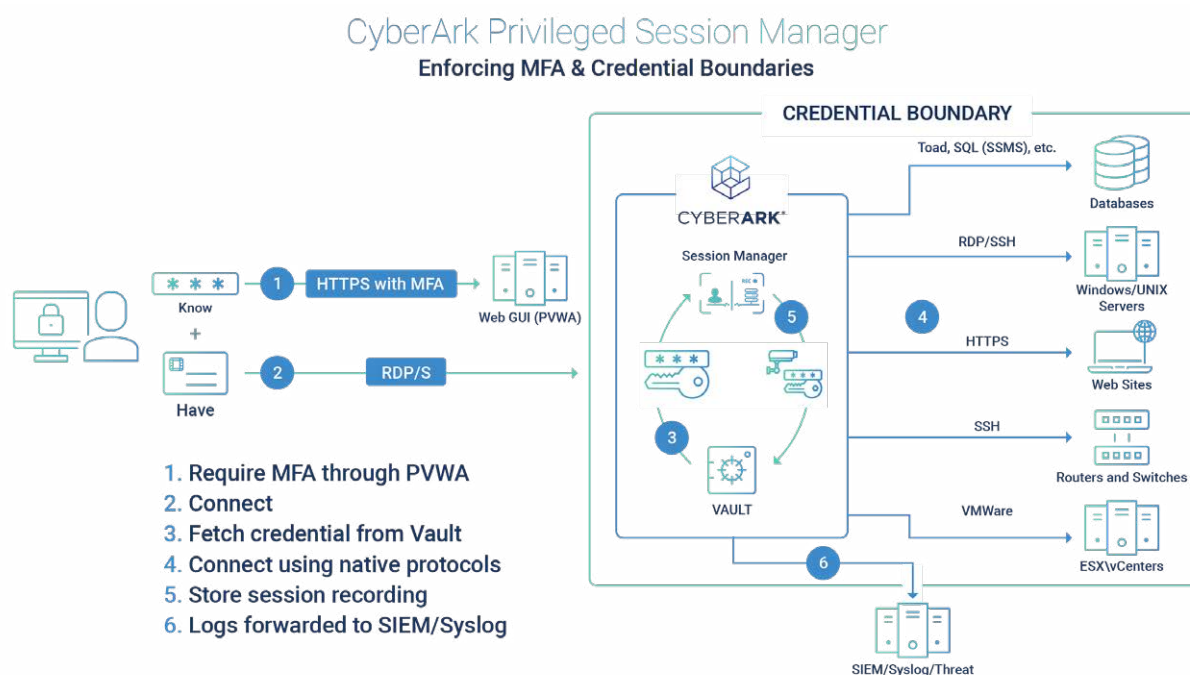 CyberArk Privileged Session Manager
Enforcing MFA & Credential Boundaries
CREDENTIAL BOUNDARY
Toad, SQL (SSMS), etc.
Databases
CYBERARK®
Session Manager
REC
RDP/SSH
Windows/UNIX
Servers
* * *
Know
1
HTTPS with MFA
Web GUI (PVWA)
+
Have
2
RDP/S
5
4
* * *
* * *
3
VAULT
HTTPS
Web Sites
SSH
Routers and Switches
VMWare
ESX\vCenters
6
SIEM/Syslog/Threat
1. Require MFA through PVWA
2. Connect
3. Fetch credential from Vault
4. Connect using native protocols
5. Store session recording
6. Logs forwarded to SIEM/Syslog